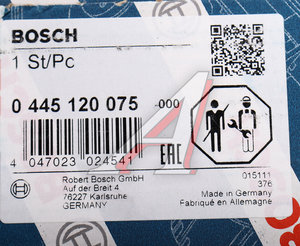 BOSCH
1 St/Pc
0 445 120 075 -000
4 047023 024541
EAC
015111
376
Robert Bosch GmbH
Auf der Breit 4
76227 Karlsruhe
GERMANY
Made in Germany
Fabriqué en Allemagne